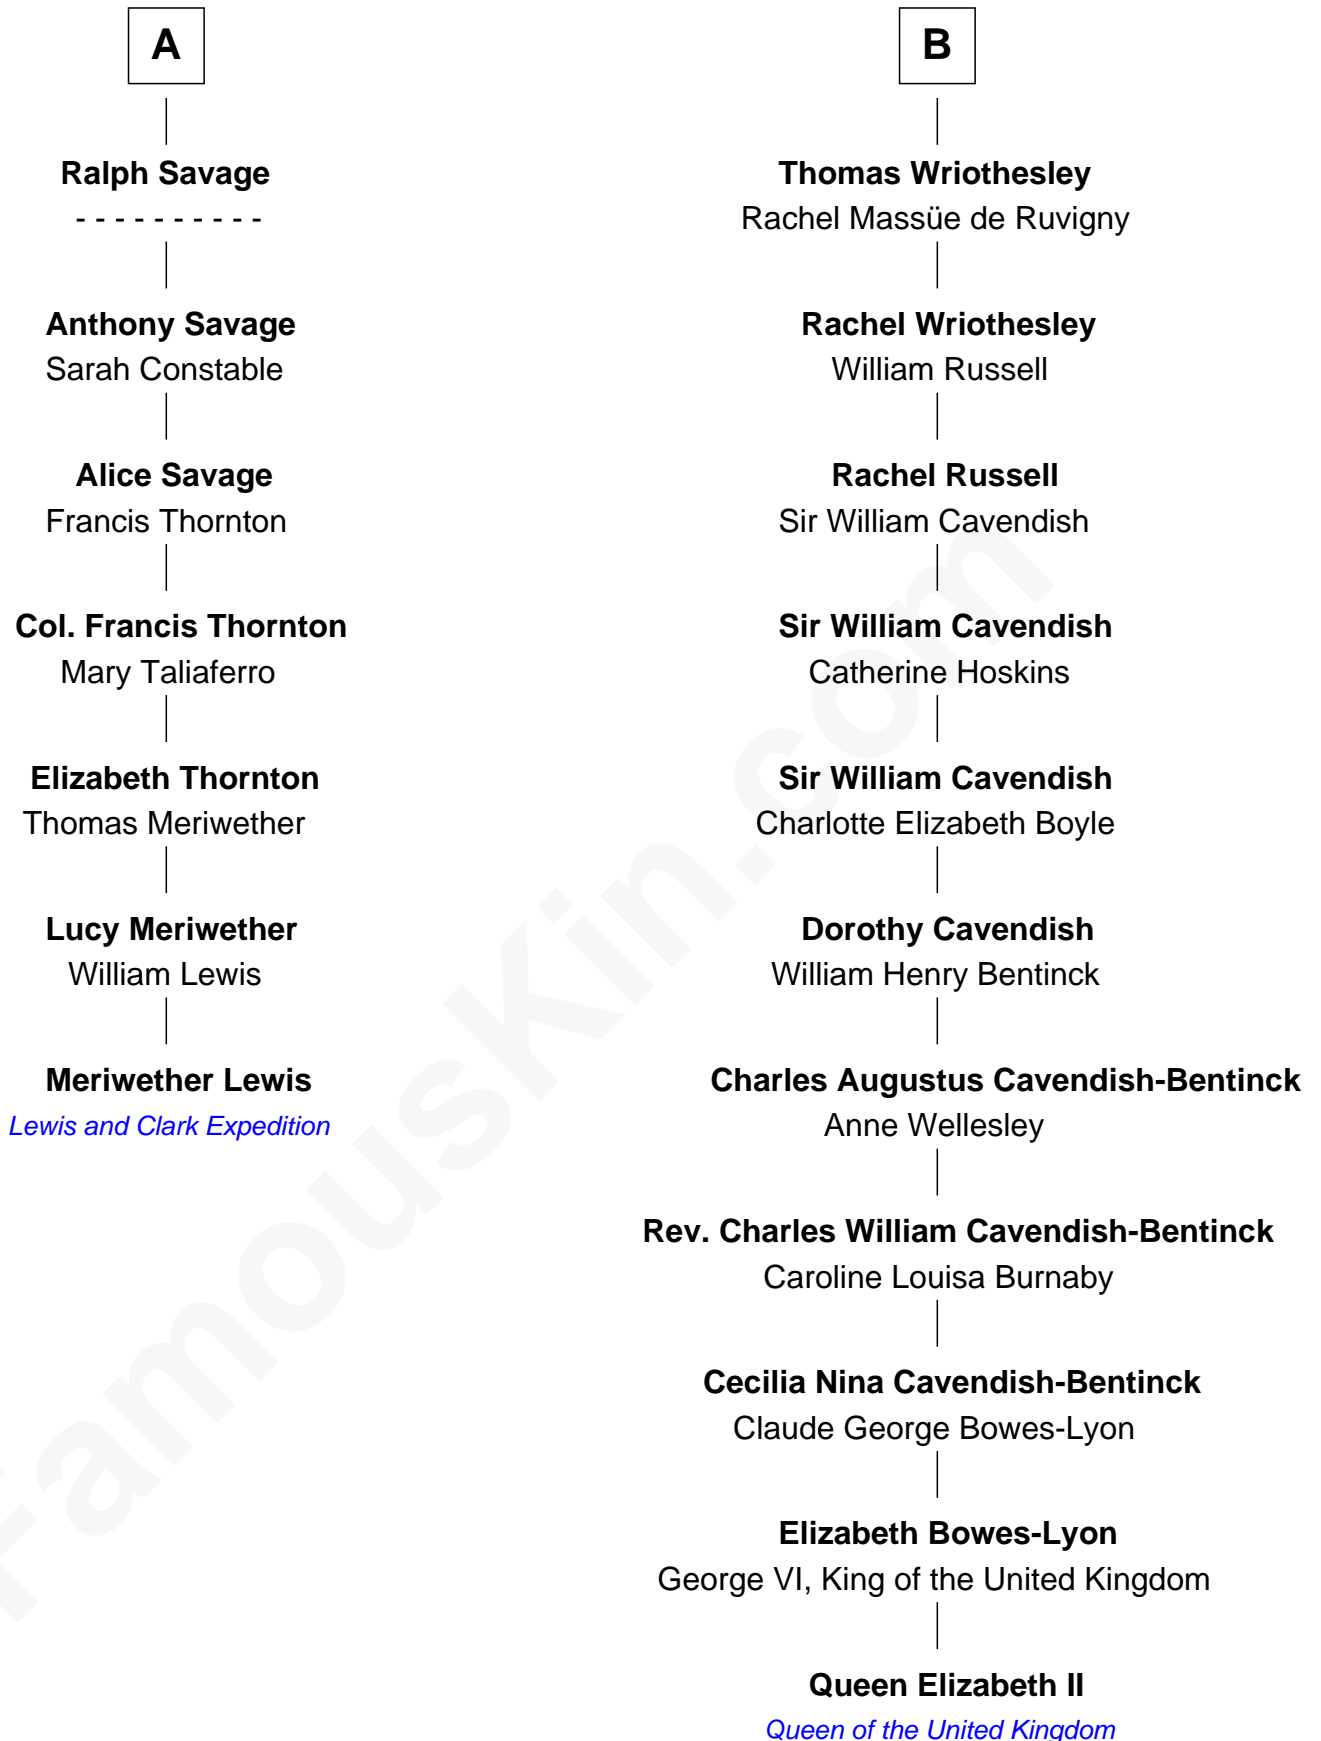 A
Ralph Savage
- - - - - - - - - -
Anthony Savage
Sarah Constable
Alice Savage
Francis Thornton
Col. Francis Thornton
Mary Taliaferro
Elizabeth Thornton
Thomas Meriwether
Lucy Meriwether
William Lewis
Meriwether Lewis
Lewis and Clark Expedition
B
Thomas Wriothesley
Rachel Massüe de Ruvigny
Rachel Wriothesley
William Russell
Rachel Russell
Sir William Cavendish
Sir William Cavendish
Catherine Hoskins
Sir William Cavendish
Charlotte Elizabeth Boyle
Dorothy Cavendish
William Henry Bentinck
Charles Augustus Cavendish-Bentinck
Anne Wellesley
Rev. Charles William Cavendish-Bentinck
Caroline Louisa Burnaby
Cecilia Nina Cavendish-Bentinck
Claude George Bowes-Lyon
Elizabeth Bowes-Lyon
George VI, King of the United Kingdom
Queen Elizabeth II
Queen of the United Kingdom
FamousKin.com